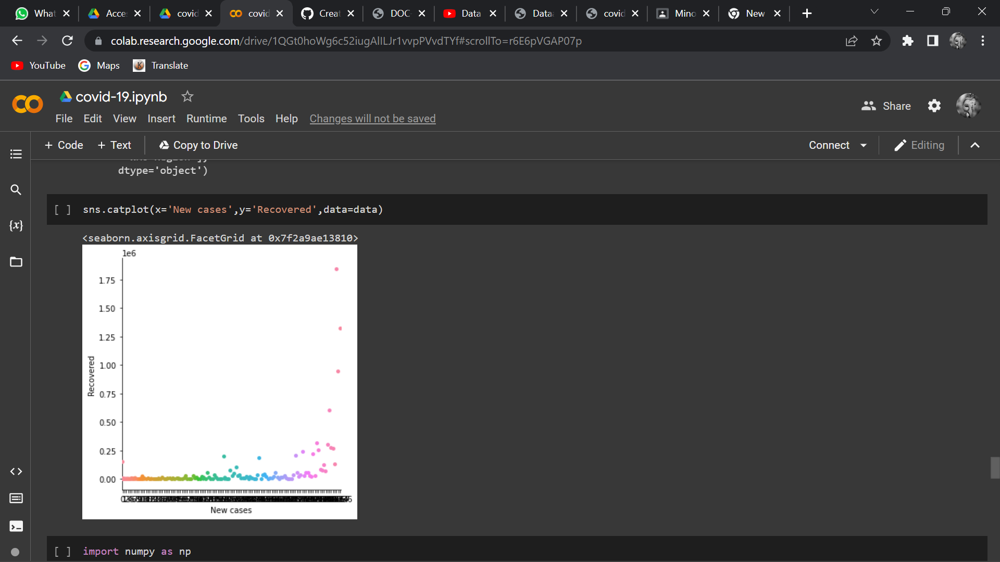 What
Acce
covid
covid
Creat
DOC-
Data
Data
covid
Mino
New
colab.research.google.com/drive/1QGt0hoWg6c52iugAlILJr1vvpPVvdTYf#scrollTo=r6E6pVGAP07p
YouTube
Maps
Translate
covid-19.ipynb
File Edit View Insert Runtime Tools Help Changes will not be saved
Share
+ Code + Text Copy to Drive
Connect
Editing
dtype='object')
[ ] sns.catplot(x='New cases',y='Recovered',data=data)
<seaborn.axisgrid.FacetGrid at 0x7f2a9ae13810>
1e6
1.75
1.50
1.25
1.00
0.75
0.50
0.25
0.00
Recovered
New cases
[ ] import numpy as np